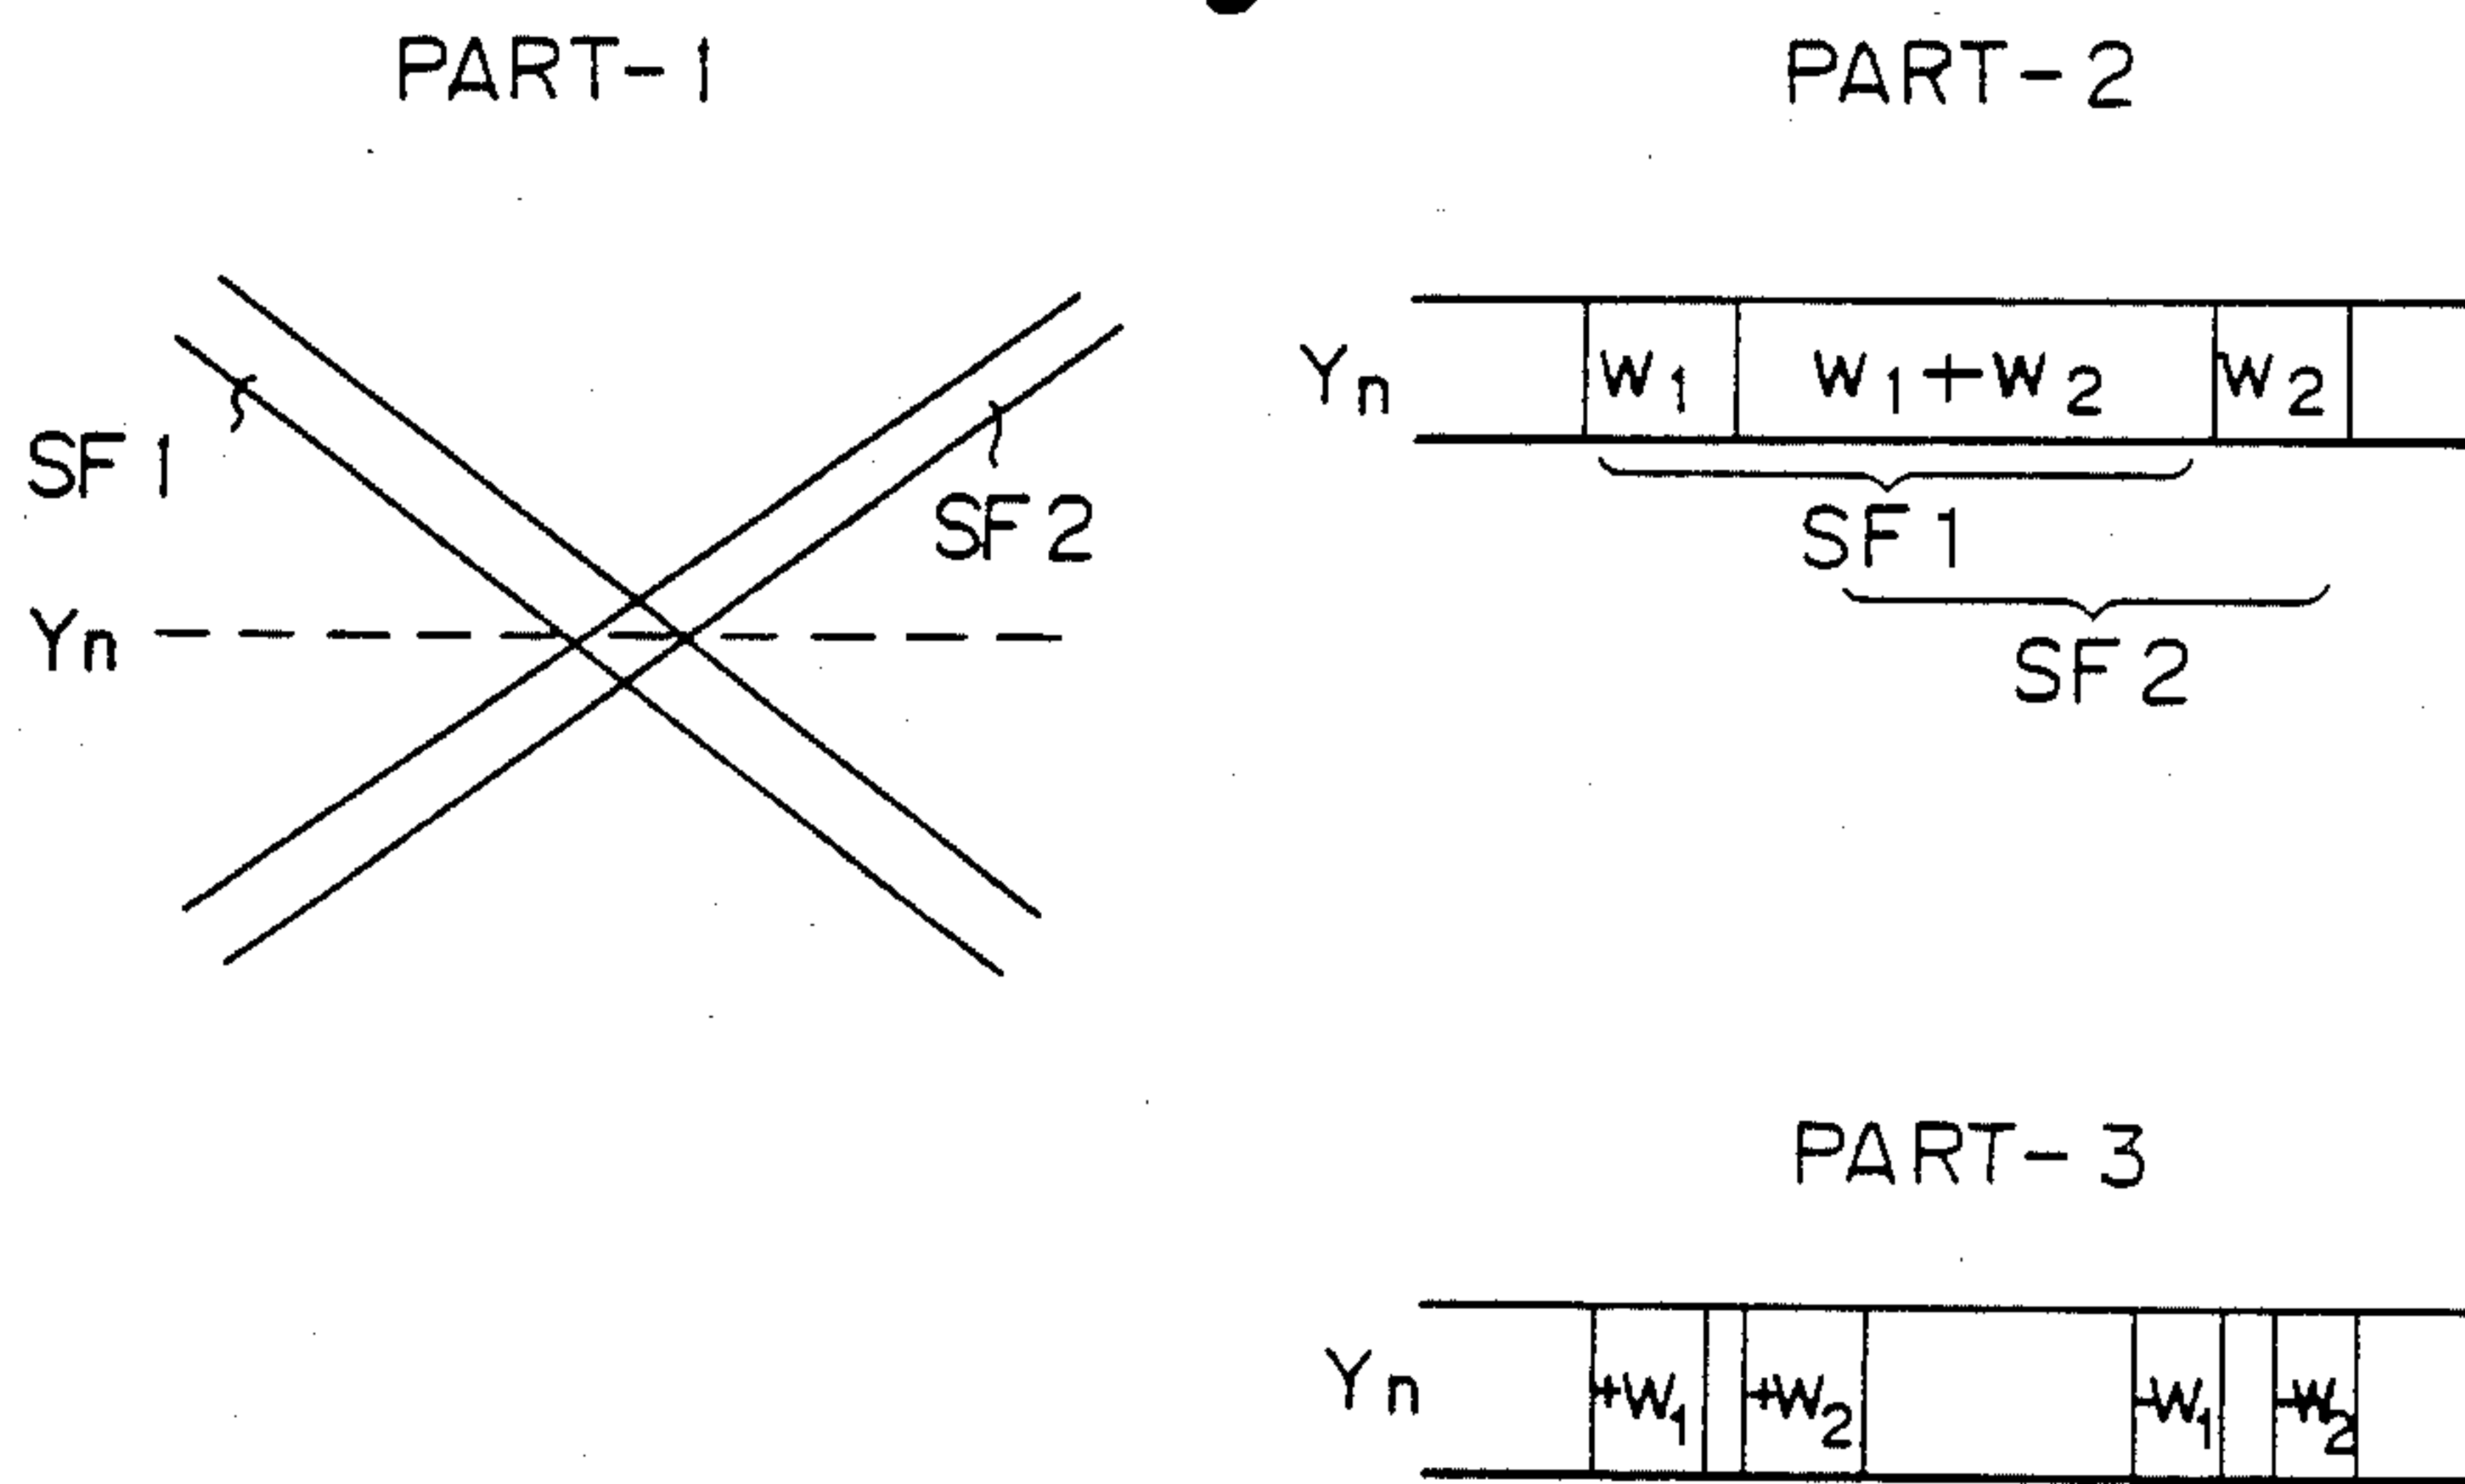 PART-1
SF1
SF2
Yn
PART-2
Yn W1 W1+W2 W2
SF1
SF2
PART-3
Yn +W1 +W2 -W1 -W2